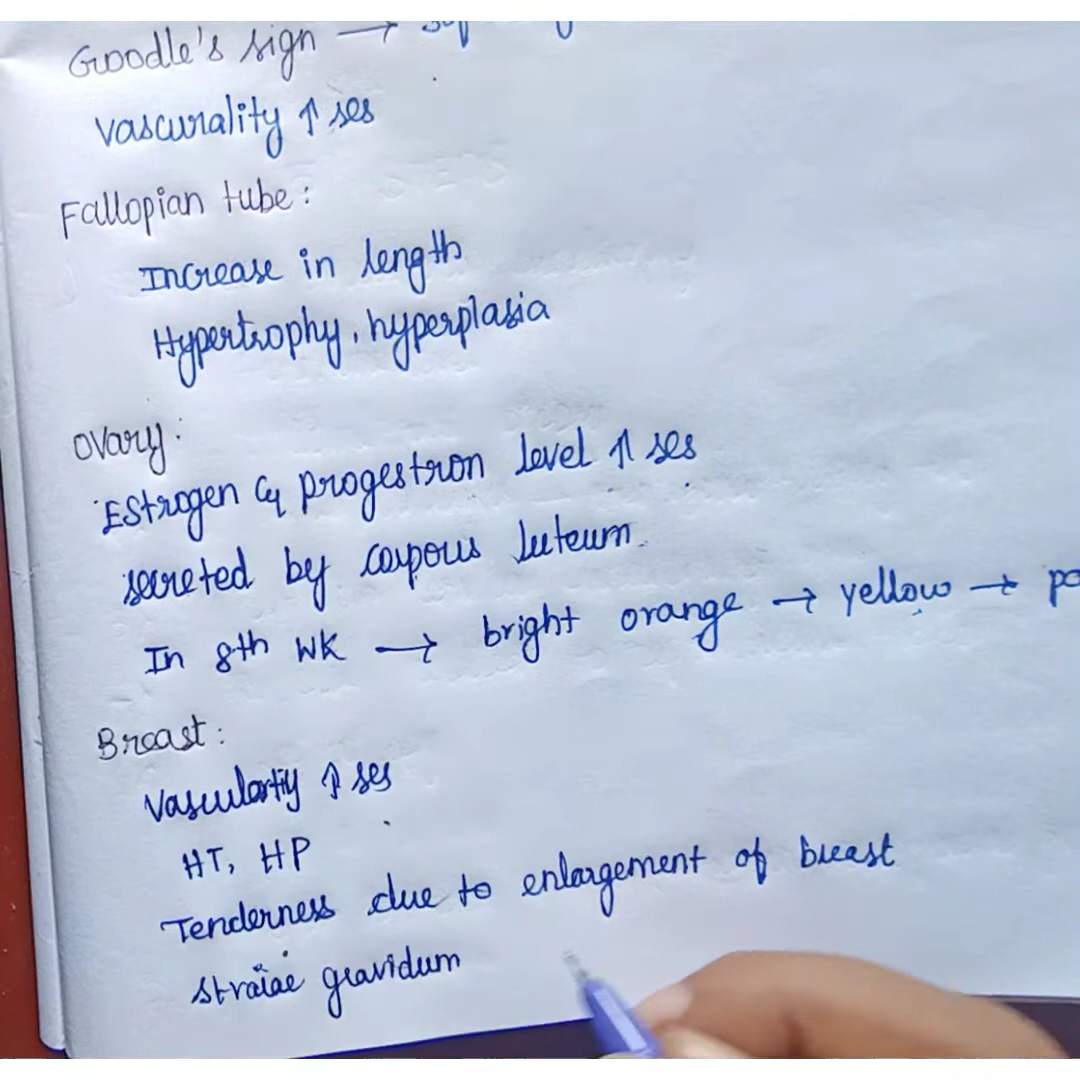 Goodle's sign →
Vascurality ↑ ses
Fallopian tube:
Increase in length
Hypertrophy, hyperplasia
Ovary:
Estrogen & progestron level ↑ ses
secreted by corpous luteum.
In 8th WK → bright orange → yellow →
Breast:
Vasculartiy ↑ ses
HT, HP
Tenderness due to enlargement of breast
straiae gravidum